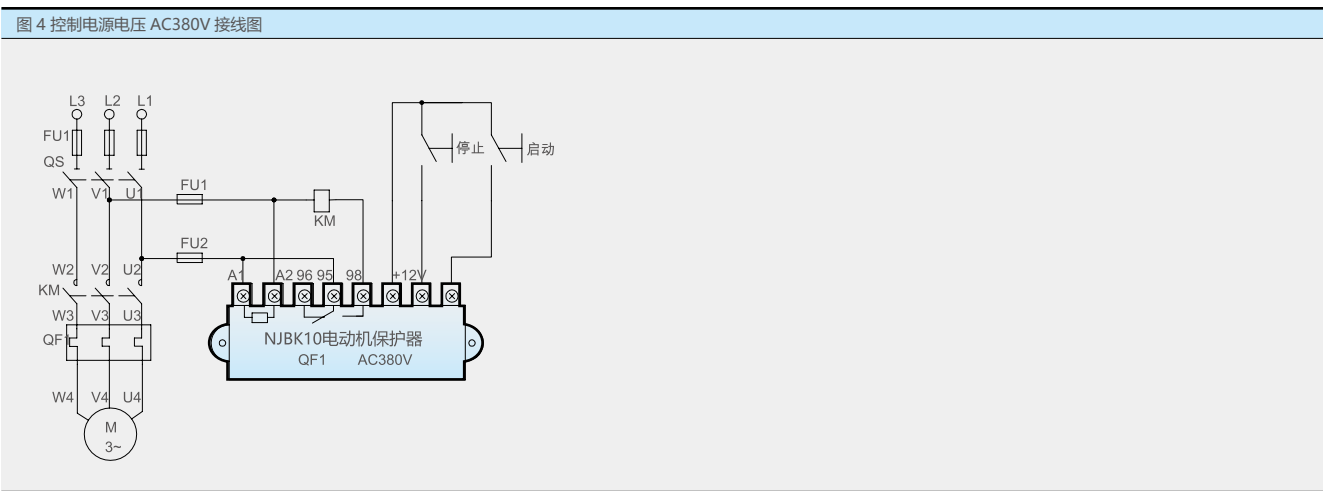 图 4 控制电源电压 AC380V 接线图
L3 L2 L1
FU1
停止 启动
QS
W1 V1 U1 FU1
KM
FU2
W2 V2 U2 A1 A2 96 95 98 +12V
KM
W3 V3 U3
QF1 NJBK10电动机保护器
QF1 AC380V
W4 V4 U4
M
3~